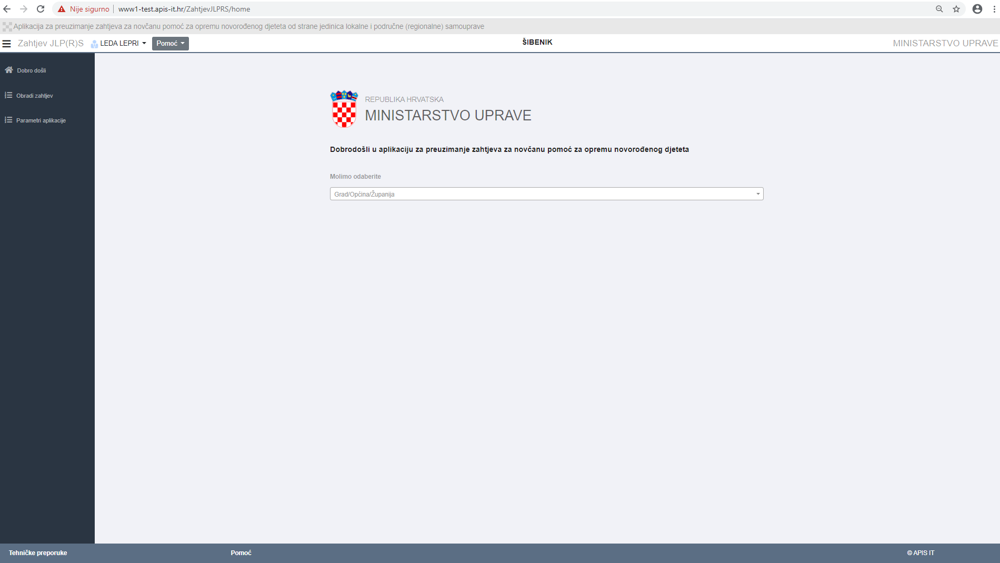 Nije sigurno | www1-test.apis-it.hr/ZahtjevJLPRS/home
Aplikacija za preuzimanje zahtjeva za novčanu pomoć za opremu novorođenog djeteta od strane jedinica lokalne i područne (regionalne) samouprave
Zahtjev JLP(R)S LEDA LEPRI Pomoć ŠIBENIK MINISTARSTVO UPRAVE
Dobro došli
Obradi zahtjev
Parametri aplikacije
REPUBLIKA HRVATSKA
MINISTARSTVO UPRAVE
Dobrodošli u aplikaciju za preuzimanje zahtjeva za novčanu pomoć za opremu novorođenog djeteta
Molimo odaberite
Grad/Općina/Županija
Tehničke preporuke Pomoć © APIS IT